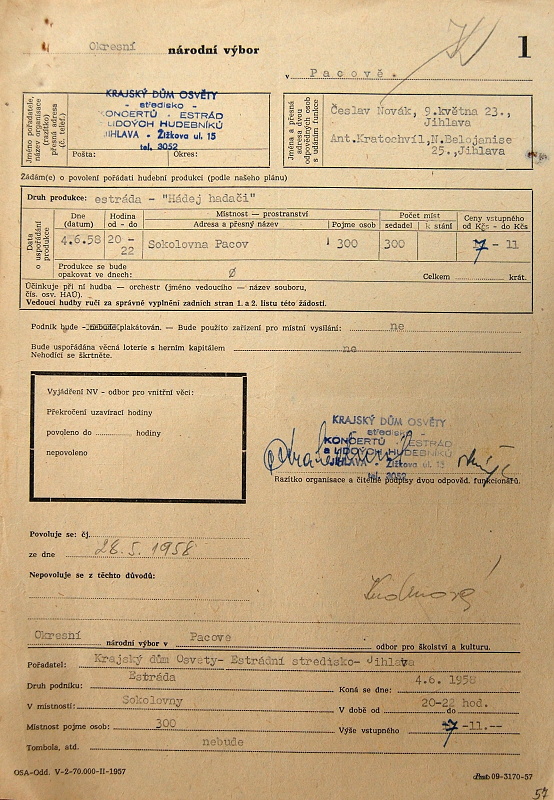 Okresní národní výbor
1
v Pacově.
Jméno pořadatele,
název organisace
(razítko)
přesná adresa
(č. telef.)
KRAJSKÝ DŮM OSVĚTY
- středisko -
KONCERTŮ - ESTRÁD
LIDOVÝCH HUDEBNÍKŮ
JIHLAVA - Žižkova ul. 15
tel. 3052
Pošta: Okres:
Jména a přesná
adresa dvou
odpovědných osob
s udáním funkce
Česlav Novák, 9.května 23.,
Jihlava
Ant.Kratochvíl,N.Belojanise
25.,Jihlava
Žádám(e) o povolení pořádati hudební produkci (podle našeho plánu)
Druh produkce: estráda - "Hádej hadači"
Data
o uspořádání
produkce
Dne
(datum)
Hodina
od - do
Místnost — prostranství
Adresa a přesný název
Pojme osob
Počet míst
sedadel
k stání
Ceny vstupného
od Kčs - do Kčs
4.6.58 20 - 22 Sokolovna Pacov 300 300 7 - 11
Produkce se bude
opakovat ve dnech: ø Celkem krát.
Účinkuje při ní hudba — orchestr (jméno vedoucího — název souboru,
čís. osv. HAÚ).
Vedoucí hudby ručí za správné vyplnění zadních stran 1. a 2. listu této žádosti.
Podnik bude - nebude plakátován. — Bude použito zařízení pro místní vysílání: ne
Bude uspořádána věcná loterie s herním kapitálem ne
Nehodící se škrtněte.
Vyjádření NV - odbor pro vnitřní věci:
Překročení uzavírací hodiny
povoleno do hodiny
nepovoleno
KRAJSKÝ DŮM OSVĚTY
středisko
KONCERTŮ - ESTRÁD
a LIDOVÝCH HUDEBNÍKŮ
JIHLAVA - Žižkova ul. 15
tel. 3052
Razítko organisace a čitelné podpisy dvou odpověd. funkcionářů.
Povoluje se: čj.
ze dne 28. 5. 1958
Nepovoluje se z těchto důvodů:
Okresní národní výbor v Pacově odbor pro školství a kulturu.
Pořadatel: Krajský dům Osvěty- Estrádní středisko- Jihlava
Druh podniku: Estráda Koná se dne: 4.6. 1958
V místnosti: Sokolovny V době od 20-22 hod. do
Místnost pojme osob: 300 Výše vstupného 7 -11.--
Tombola, atd. nebude
OSA-Odd. V-2-70.000-II-1957
09-3170-57
57